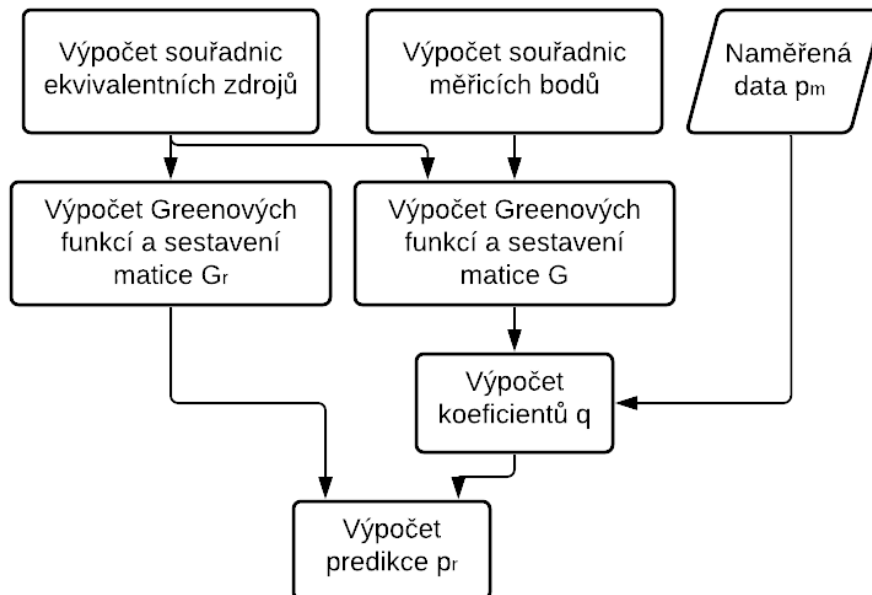 Výpočet souřadnic
ekvivalentních zdrojů
Výpočet souřadnic
měřicích bodů
Naměřená
data pm
Výpočet Greenových
funkcí a sestavení
matice Gr
Výpočet Greenových
funkcí a sestavení
matice G
Výpočet
koeficientů q
Výpočet
predikce pr